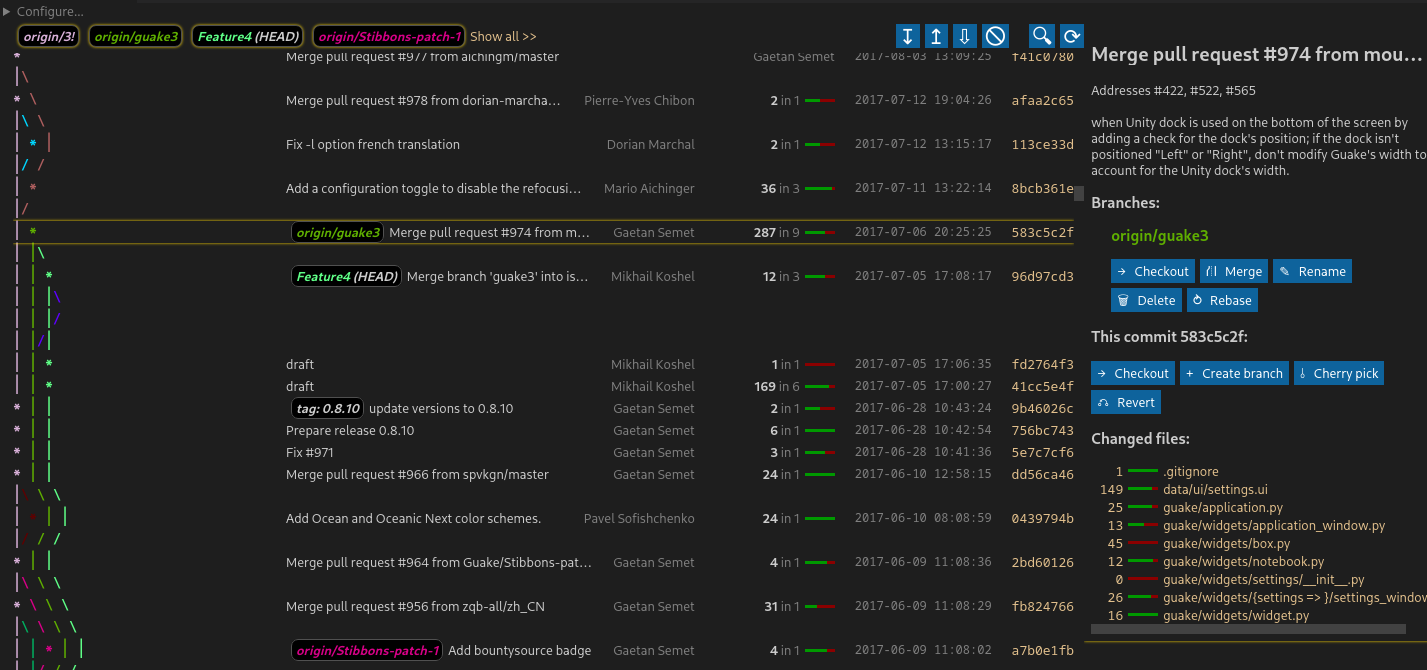 Configure...
origin/3! origin/guake3 Feature4 (HEAD) origin/Stibbons-patch-1 Show all >>
Merge pull request #977 from aichingm/master Gaetan Semet 2017-08-03 13:09:25 f41c0780
Merge pull request #978 from dorian-marcha… Pierre-Yves Chibon 2 in 1 2017-07-12 19:04:26 afaa2c65
Fix -l option french translation Dorian Marchal 2 in 1 2017-07-12 13:15:17 113ce33d
Add a configuration toggle to disable the refocusi… Mario Aichinger 36 in 3 2017-07-11 13:22:14 8bcb361e
origin/guake3 Merge pull request #974 from m… Gaetan Semet 287 in 9 2017-07-06 20:25:25 583c5c2f
Feature4 (HEAD) Merge branch 'guake3' into is… Mikhail Koshel 12 in 3 2017-07-05 17:08:17 96d97cd3
draft Mikhail Koshel 1 in 1 2017-07-05 17:06:35 fd2764f3
draft Mikhail Koshel 169 in 6 2017-07-05 17:00:27 41cc5e4f
tag: 0.8.10 update versions to 0.8.10 Gaetan Semet 2 in 1 2017-06-28 10:43:24 9b46026c
Prepare release 0.8.10 Gaetan Semet 6 in 1 2017-06-28 10:42:54 756bc743
Fix #971 Gaetan Semet 3 in 1 2017-06-28 10:41:36 5e7c7cf6
Merge pull request #966 from spvkgn/master Gaetan Semet 24 in 1 2017-06-10 12:58:15 dd56ca46
Add Ocean and Oceanic Next color schemes. Pavel Sofishchenko 24 in 1 2017-06-10 08:08:59 0439794b
Merge pull request #964 from Guake/Stibbons-pat… Gaetan Semet 4 in 1 2017-06-09 11:08:36 2bd60126
Merge pull request #956 from zqb-all/zh_CN Gaetan Semet 31 in 1 2017-06-09 11:09:28 fb824766
origin/Stibbons-patch-1 Add bountysource badge Gaetan Semet 4 in 1 2017-06-09 11:08:02 a7b0e1fb
Merge pull request #974 from mou…
Addresses #422, #522, #565
when Unity dock is used on the bottom of the screen by
adding a check for the dock's position; if the dock isn't
positioned "Left" or "Right", don't modify Guake's width to
account for the Unity dock's width.
Branches:
origin/guake3
Checkout Merge Rename
Delete Rebase
This commit 583c5c2f:
Checkout Create branch Cherry pick
Revert
Changed files:
1 .gitignore
149 data/ui/settings.ui
25 guake/application.py
13 guake/widgets/application_window.py
45 guake/widgets/box.py
12 guake/widgets/notebook.py
0 guake/widgets/settings/__init__.py
26 guake/widgets/{settings => }/settings_window
16 guake/widgets/widget.py